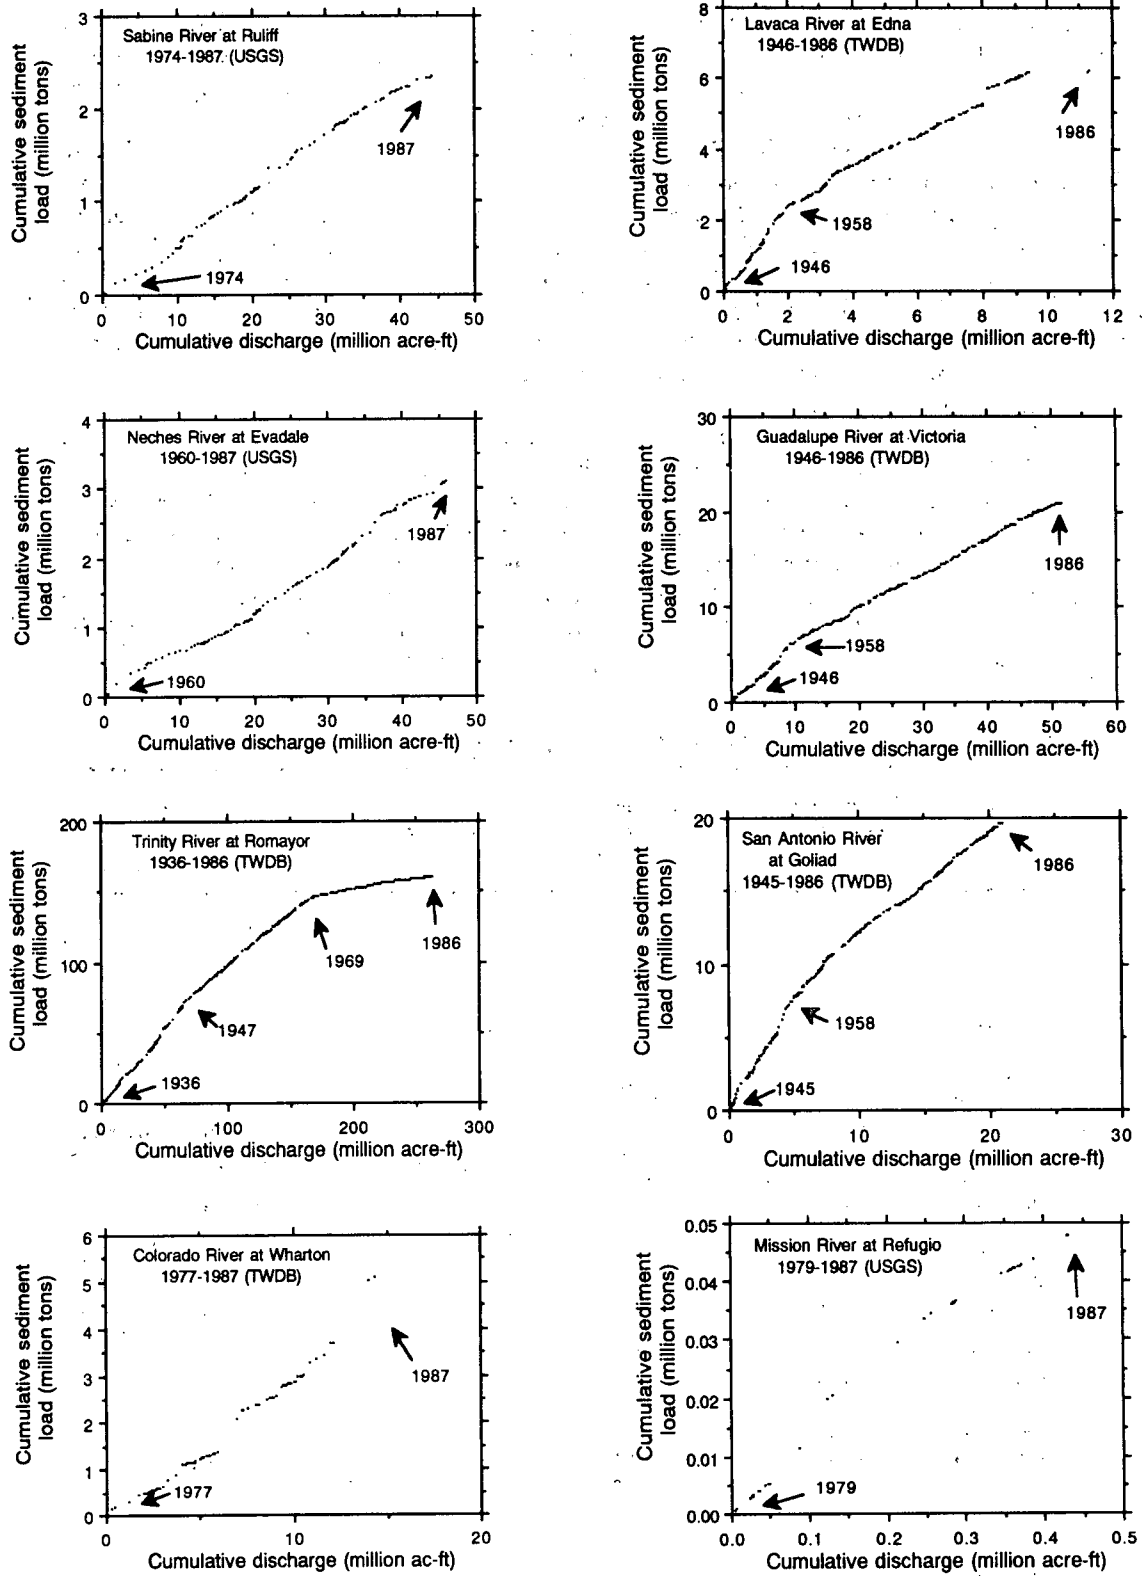 Sabine River at Ruliff
1974-1987 (USGS)
Cumulative sediment
load (million tons)
3
2
1
0
1987
1974
0 10 20 30 40 50
Cumulative discharge (million acre-ft)
Lavaca River at Edna
1946-1986 (TWDB)
Cumulative sediment
load (million tons)
8
6
4
2
0
1986
1958
1946
0 2 4 6 8 10 12
Cumulative discharge (million acre-ft)
Neches River at Evadale
1960-1987 (USGS)
Cumulative sediment
load (million tons)
4
3
2
1
0
1987
1960
0 10 20 30 40 50
Cumulative discharge (million acre-ft)
Guadalupe River at Victoria
1946-1986 (TWDB)
Cumulative sediment
load (million tons)
30
20
10
0
1986
1958
1946
0 10 20 30 40 50 60
Cumulative discharge (million acre-ft)
Trinity River at Romayor
1936-1986 (TWDB)
Cumulative sediment
load (million tons)
200
100
0
1986
1969
1947
1936
0 100 200 300
Cumulative discharge (million acre-ft)
San Antonio River
at Goliad
1945-1986 (TWDB)
Cumulative sediment
load (million tons)
20
10
0
1986
1958
1945
0 10 20 30
Cumulative discharge (million acre-ft)
Colorado River at Wharton
1977-1987 (TWDB)
Cumulative sediment
load (million tons)
6
5
4
3
2
1
0
1987
1977
0 10 20
Cumulative discharge (million ac-ft)
Mission River at Refugio
1979-1987 (USGS)
Cumulative sediment
load (million tons)
0.05
0.04
0.03
0.02
0.01
0.00
1987
1979
0.0 0.1 0.2 0.3 0.4 0.5
Cumulative discharge (million acre-ft)